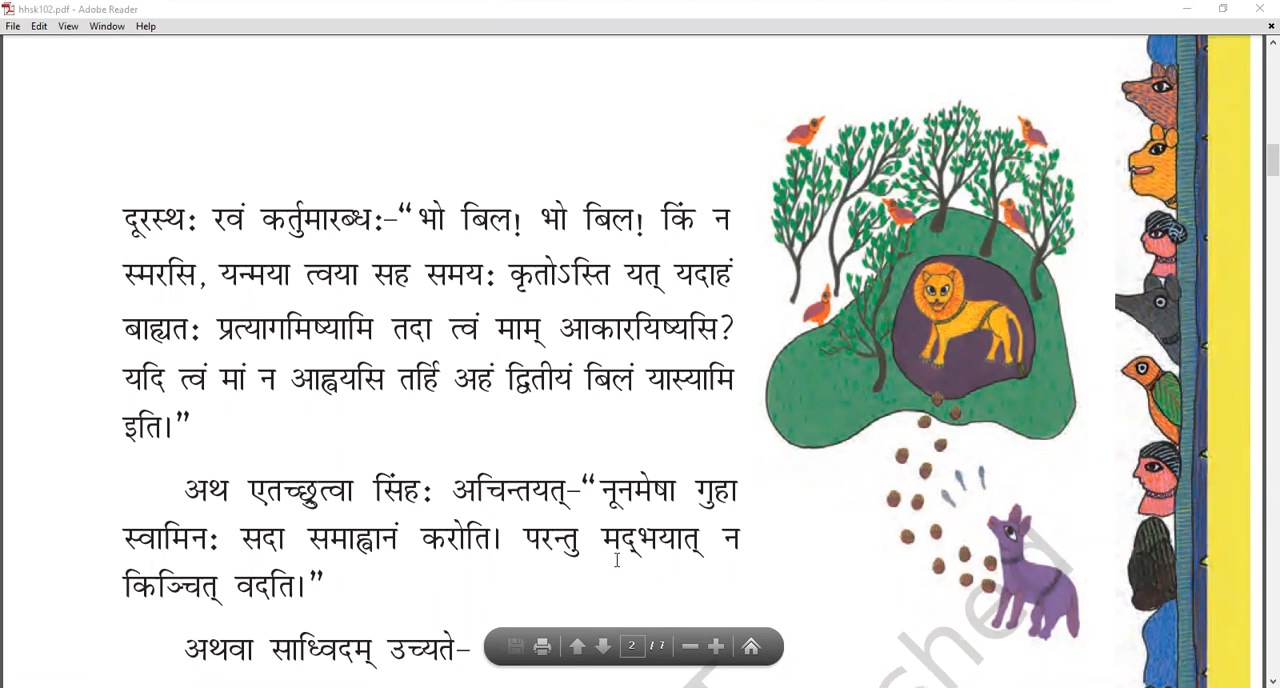 hhsk102.pdf - Adobe Reader
File Edit View Window Help
दूरस्थः रवं कर्तुमारब्धः-“भो बिल! भो बिल! किं न
स्मरसि, यन्मया त्वया सह समयः कृतोऽस्ति यत् यदाहं
बाह्यतः प्रत्यागमिष्यामि तदा त्वं माम् आकारयिष्यसि?
यदि त्वं मां न आह्वयसि तर्हि अहं द्वितीयं बिलं यास्यामि
इति।”
अथ एतच्छ्रुत्वा सिंहः अचिन्तयत्-“नूनमेषा गुहा
स्वामिनः सदा समाह्वानं करोति। परन्तु मद्भयात् न
किञ्चित् वदति।”
अथवा साध्विदम् उच्यते-
2 / 7